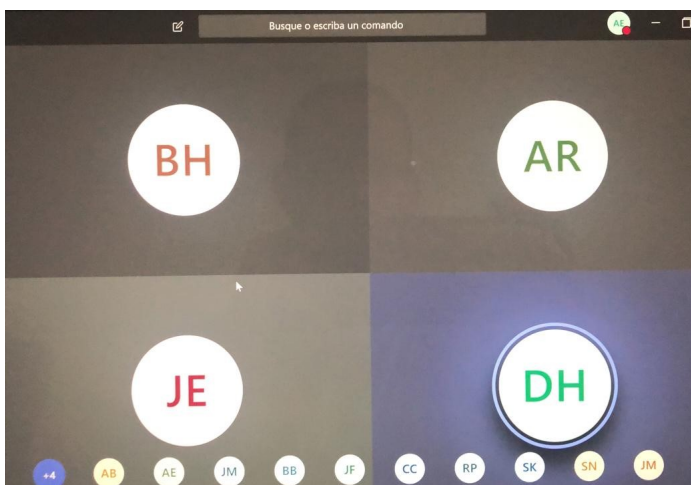 Busque o escriba un comando
AE
BH
AR
JE
DH
+4
AB
AE
JM
BB
JF
CC
RP
SK
SN
JM